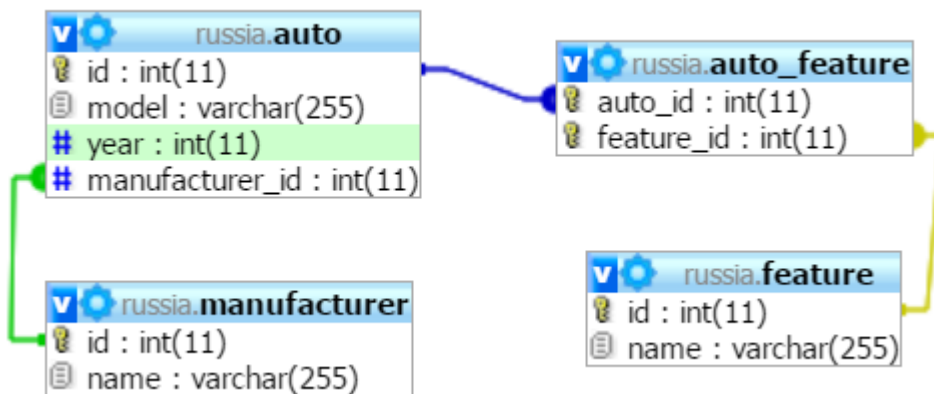 v russia.auto
id : int(11)
model : varchar(255)
# year : int(11)
# manufacturer_id : int(11)
v russia.auto_feature
auto_id : int(11)
feature_id : int(11)
v russia.manufacturer
id : int(11)
name : varchar(255)
v russia.feature
id : int(11)
name : varchar(255)